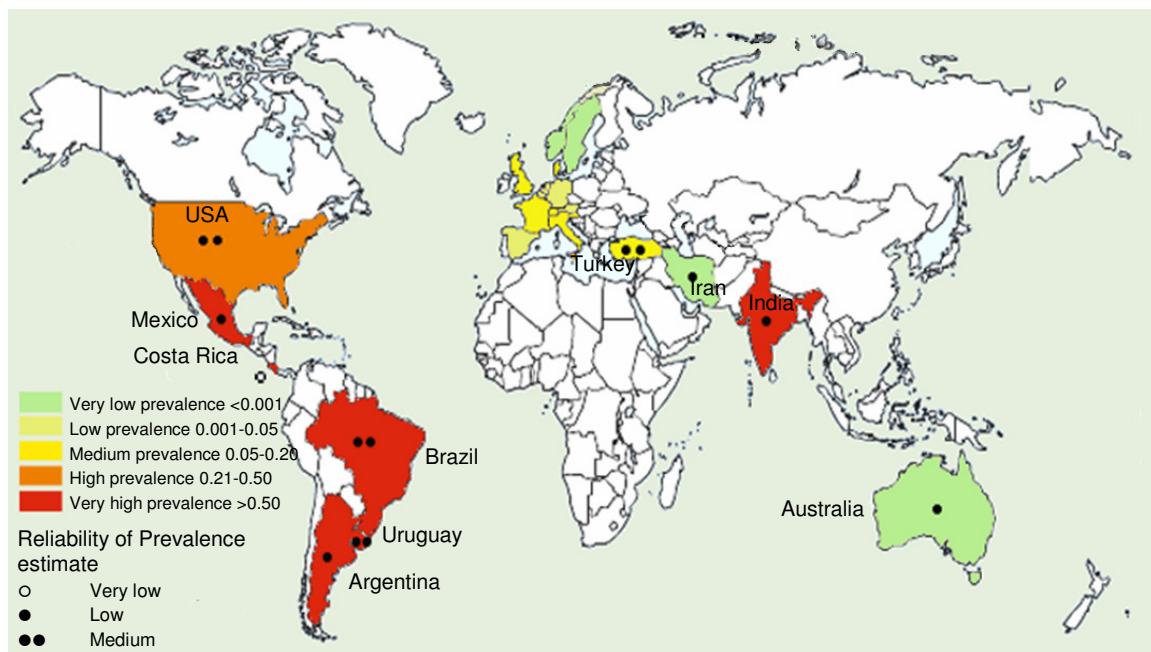 USA
Turkey
Iran
India
Mexico
Costa Rica
Very low prevalence <0.001
Low prevalence 0.001-0.05
Medium prevalence 0.05-0.20
High prevalence 0.21-0.50
Very high prevalence >0.50
Brazil
Australia
Uruguay
Argentina
Reliability of Prevalence
estimate
Very low
Low
Medium